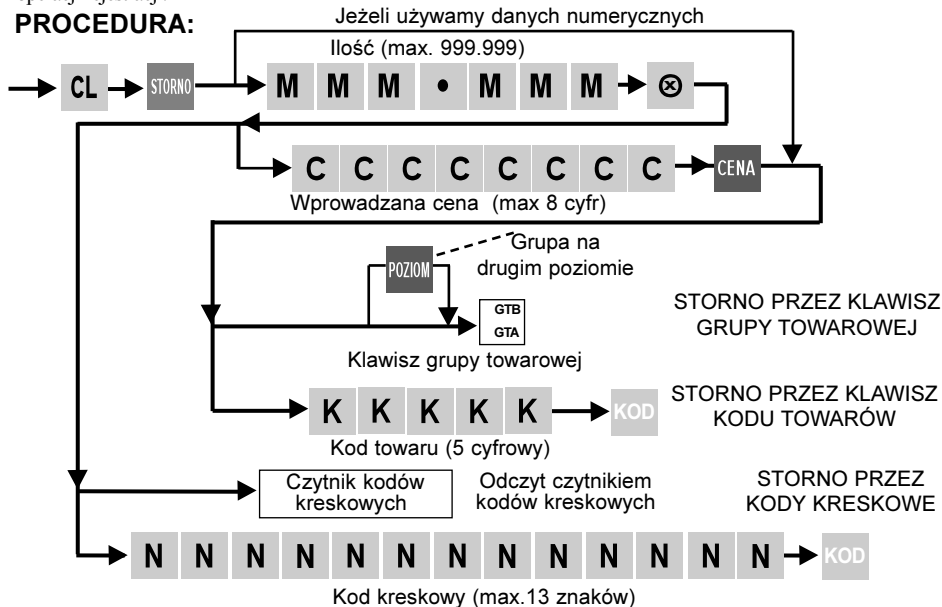 PROCEDURA:
Jeżeli używamy danych numerycznych
Ilość (max. 999.999)
CL STORNO M M M • M M M ⊗
C C C C C C C C CENA
Wprowadzana cena (max 8 cyfr)
POZIOM
Grupa na
drugim poziomie
GTB
GTA
Klawisz grupy towarowej
STORNO PRZEZ KLAWISZ
GRUPY TOWAROWEJ
K K K K K KOD
Kod towaru (5 cyfrowy)
STORNO PRZEZ KLAWISZ
KODU TOWARÓW
Czytnik kodów
kreskowych
Odczyt czytnikiem
kodów kreskowych
STORNO PRZEZ
KODY KRESKOWE
N N N N N N N N N N N N N KOD
Kod kreskowy (max.13 znaków)